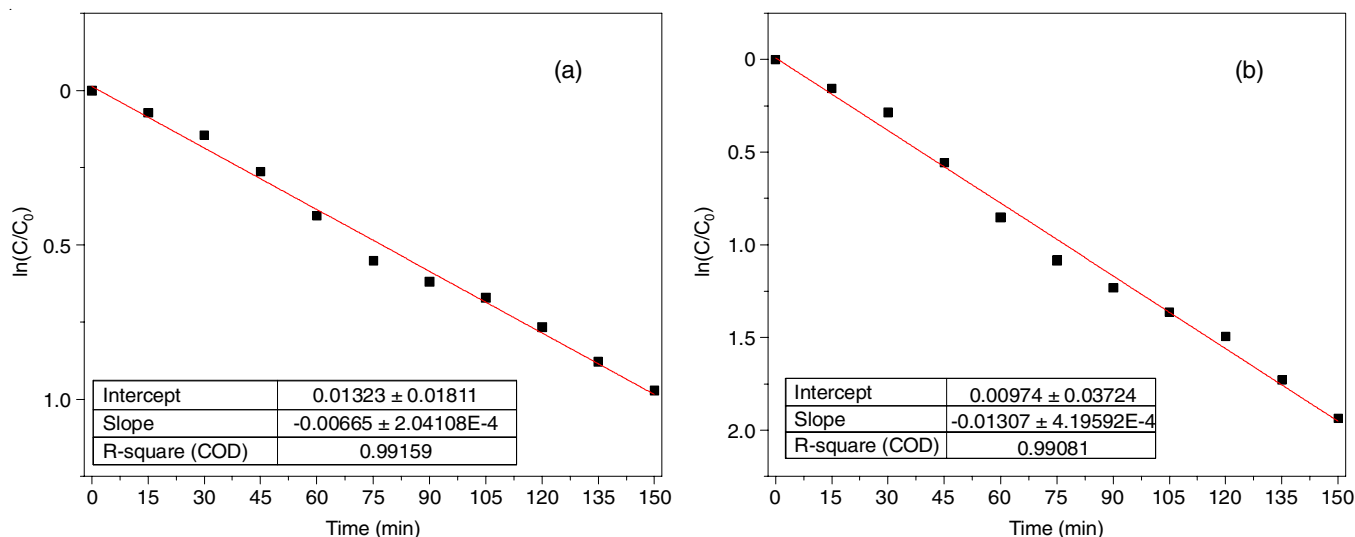 (a)
0
0.5
1.0
ln(C/C0)
Intercept 0.01323 ± 0.01811
Slope -0.00665 ± 2.04108E-4
R-square (COD) 0.99159
0 15 30 45 60 75 90 105 120 135 150
Time (min)
(b)
0
0.5
1.0
1.5
2.0
ln(C/C0)
Intercept 0.00974 ± 0.03724
Slope -0.01307 ± 4.19592E-4
R-square (COD) 0.99081
0 15 30 45 60 75 90 105 120 135 150
Time (min)